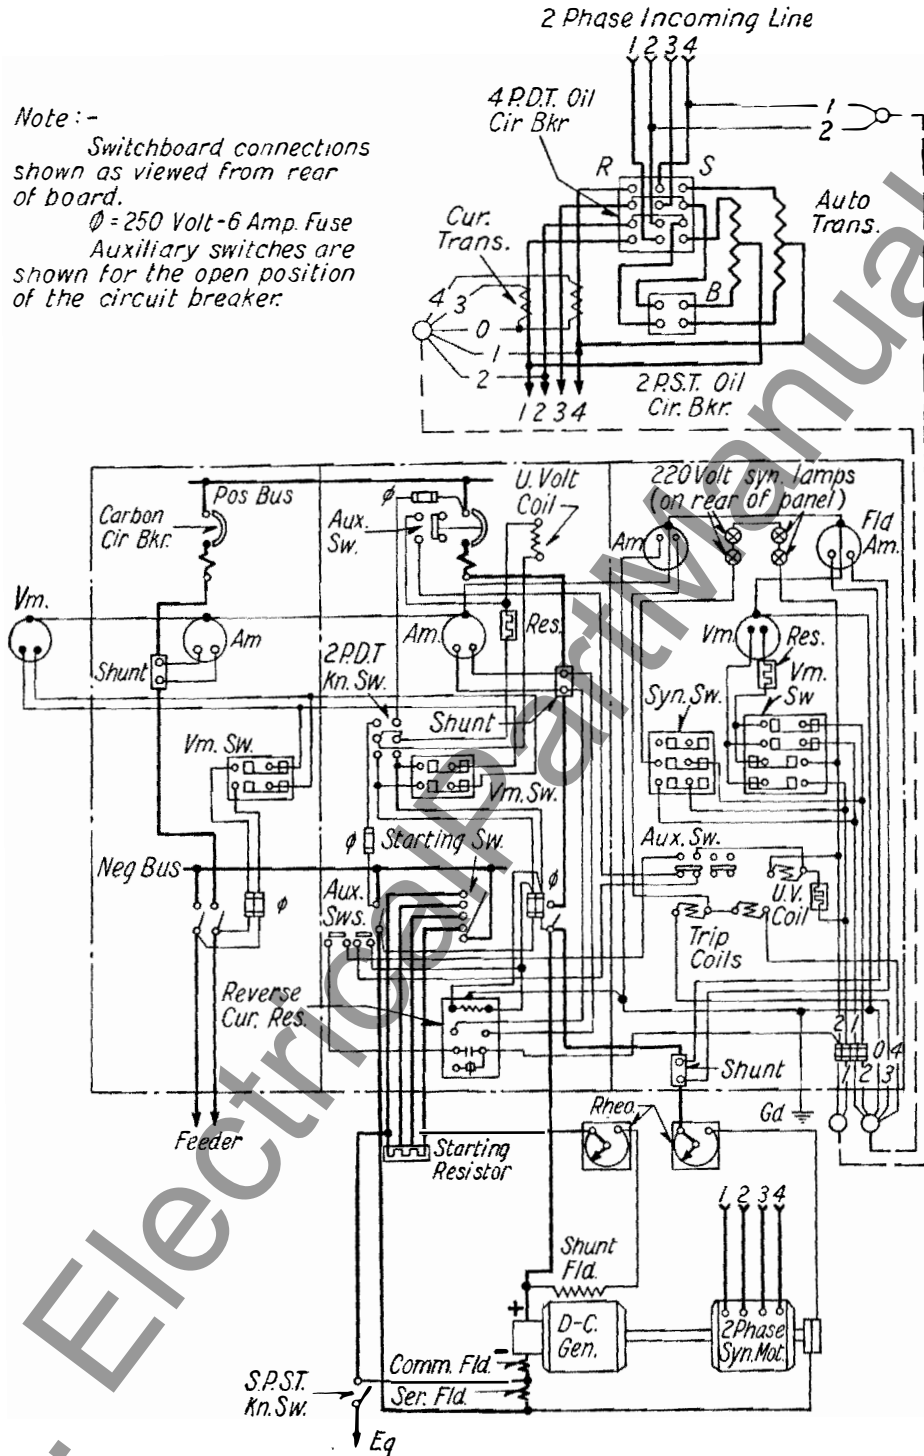 2 Phase Incoming Line
1 2 3 4
4 P.D.T. Oil
Cir Bkr
1
2
Note :-
Switchboard connections
shown as viewed from rear
of board.
ϕ = 250 Volt-6 Amp. Fuse
Auxiliary switches are
shown for the open position
of the circuit breaker.
R
S
Cur.
Trans.
Auto
Trans.
B
4
3
0
1
2
1 2 3 4
2 P.S.T. Oil
Cir. Bkr.
Pos Bus
Carbon
Cir Bkr.
ϕ
Aux.
Sw.
U. Volt
Coil
220 Volt syn. lamps
(on rear of panel)
Am
Fld
Am.
Vm.
Am
Am.
Res.
Vm.
Res.
Shunt
2 P.D.T
Kn. Sw.
Shunt
Syn. Sw.
Vm.
Sw
Vm. Sw.
Vm. Sw.
ϕ
Starting Sw.
Aux. Sw.
Neg Bus
ϕ
Aux.
Sws.
ϕ
U.V.
Coil
Trip
Coils
Reverse
Cur. Res.
2 1
0 4
1 2 3
Shunt
Feeder
Rheo.
Gd
Starting
Resistor
1 2 3 4
Shunt
Fld.
+
D-C.
Gen.
2 Phase
Syn. Mot.
-
Comm. Fld.
Ser. Fld.
S.P.S.T.
Kn. Sw.
Eq
ElectricalPartManual